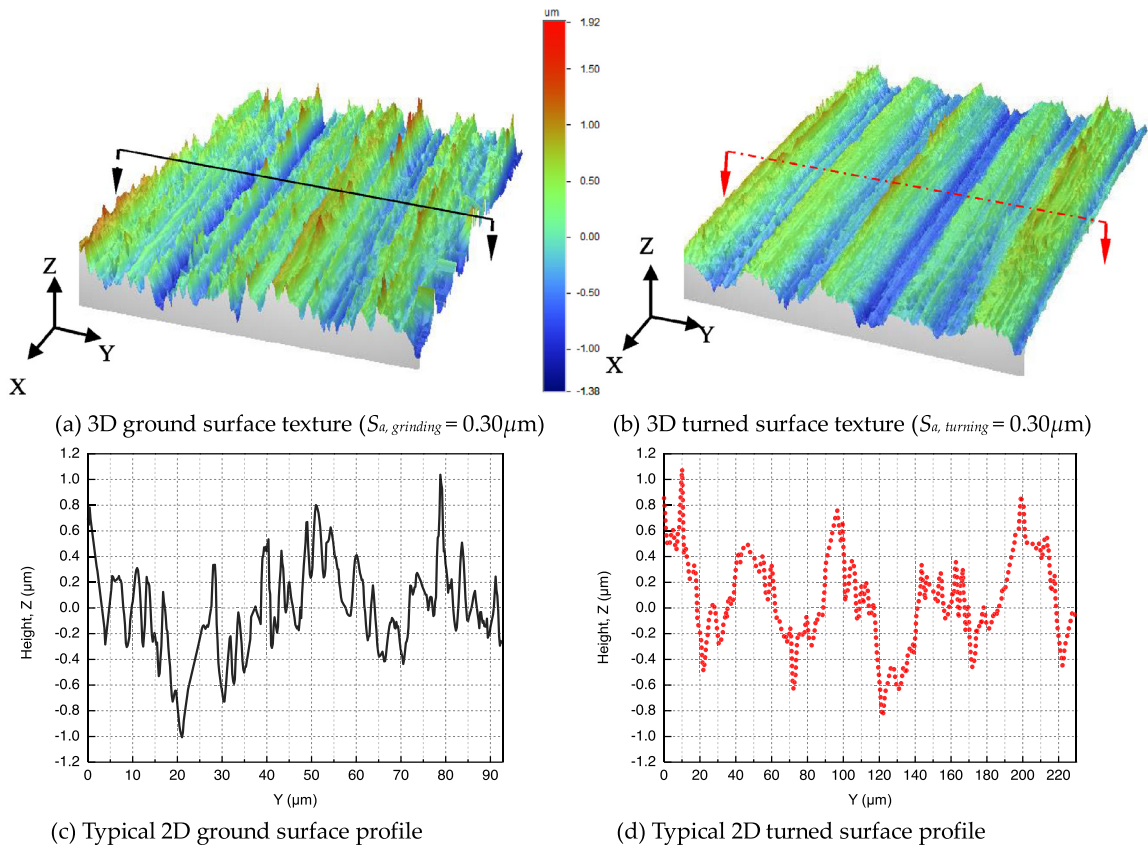 um
1.92
1.50
1.00
0.50
0.00
-0.50
-1.00
-1.38
Z
Y
X
Z
Y
X
(a) 3D ground surface texture (Sa, grinding = 0.30μm)
(b) 3D turned surface texture (Sa, turning = 0.30μm)
1.2
1.0
0.8
0.6
0.4
0.2
0.0
-0.2
-0.4
-0.6
-0.8
-1.0
-1.2
Height, Z (μm)
0 10 20 30 40 50 60 70 80 90
Y (μm)
1.2
1.0
0.8
0.6
0.4
0.2
0.0
-0.2
-0.4
-0.6
-0.8
-1.0
-1.2
Height, Z (μm)
0 20 40 60 80 100 120 140 160 180 200 220
Y (μm)
(c) Typical 2D ground surface profile
(d) Typical 2D turned surface profile